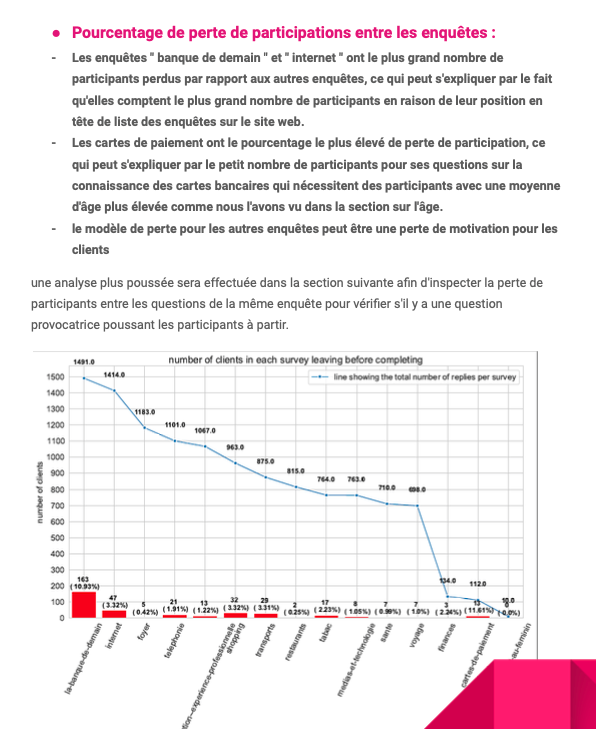 ● Pourcentage de perte de participations entre les enquêtes :
- Les enquêtes " banque de demain " et " internet " ont le plus grand nombre de
participants perdus par rapport aux autres enquêtes, ce qui peut s'expliquer par le fait
qu'elles comptent le plus grand nombre de participants en raison de leur position en
tête de liste des enquêtes sur le site web.
- Les cartes de paiement ont le pourcentage le plus élevé de perte de participation, ce
qui peut s'expliquer par le petit nombre de participants pour ses questions sur la
connaissance des cartes bancaires qui nécessitent des participants avec une moyenne
d'âge plus élevée comme nous l'avons vu dans la section sur l'âge.
- le modèle de perte pour les autres enquêtes peut être une perte de motivation pour les
clients
une analyse plus poussée sera effectuée dans la section suivante afin d'inspecter la perte de
participants entre les questions de la même enquête pour vérifier s'il y a une question
provocatrice poussant les participants à partir.
number of clients in each survey leaving before completing
line showing the total number of replies per survey
number of clients
1500
1400
1300
1200
1100
1000
900
800
700
600
500
400
300
200
100
0
1491.0
1414.0
1183.0
1101.0
1067.0
963.0
875.0
815.0
764.0
763.0
710.0
698.0
134.0
112.0
10.0
163
( 10.93%)
47
( 3.32%)
5
( 0.42%)
21
( 1.91%)
13
( 1.22%)
32
( 3.32%)
29
( 3.31%)
2
( 0.25%)
17
( 2.23%)
8
( 1.05%)
7
( 0.99%)
7
( 1.0%)
3
( 2.24%)
13
( 11.61%)
0
( 0.0%)
la-banque-de-demain
internet
foyer
telephonie
tion--experience-professionnelle
shopping
transports
restaurants
tabac
medias-et-technologie
sante
voyage
finances
cartes-de-paiement
au-feminin